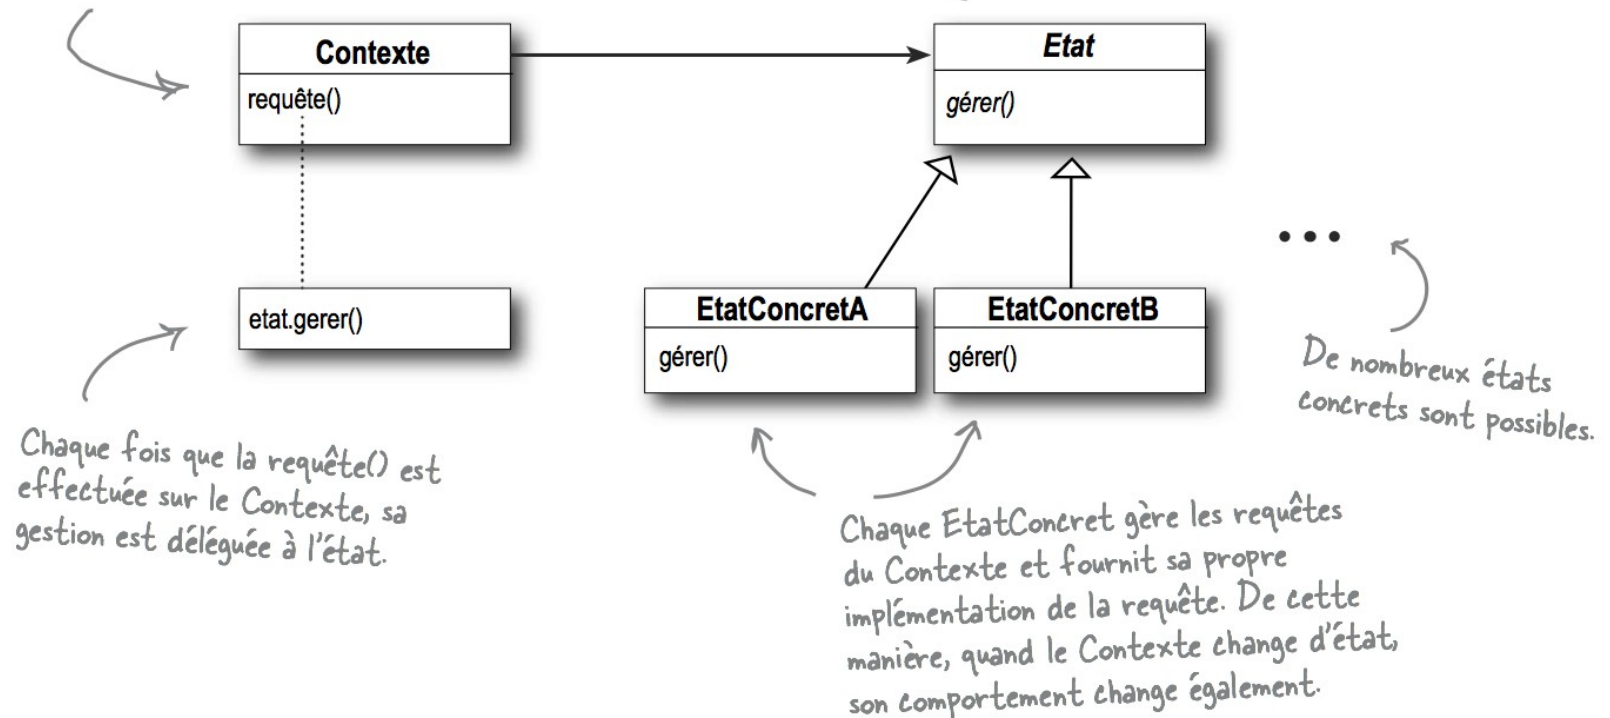 Contexte
requête()
Etat
gérer()
etat.gerer()
EtatConcretA
gérer()
EtatConcretB
gérer()
De nombreux états
concrets sont possibles.
Chaque fois que la requête() est
effectuée sur le Contexte, sa
gestion est déléguée à l'état.
Chaque EtatConcret gère les requêtes
du Contexte et fournit sa propre
implémentation de la requête. De cette
manière, quand le Contexte change d'état,
son comportement change également.